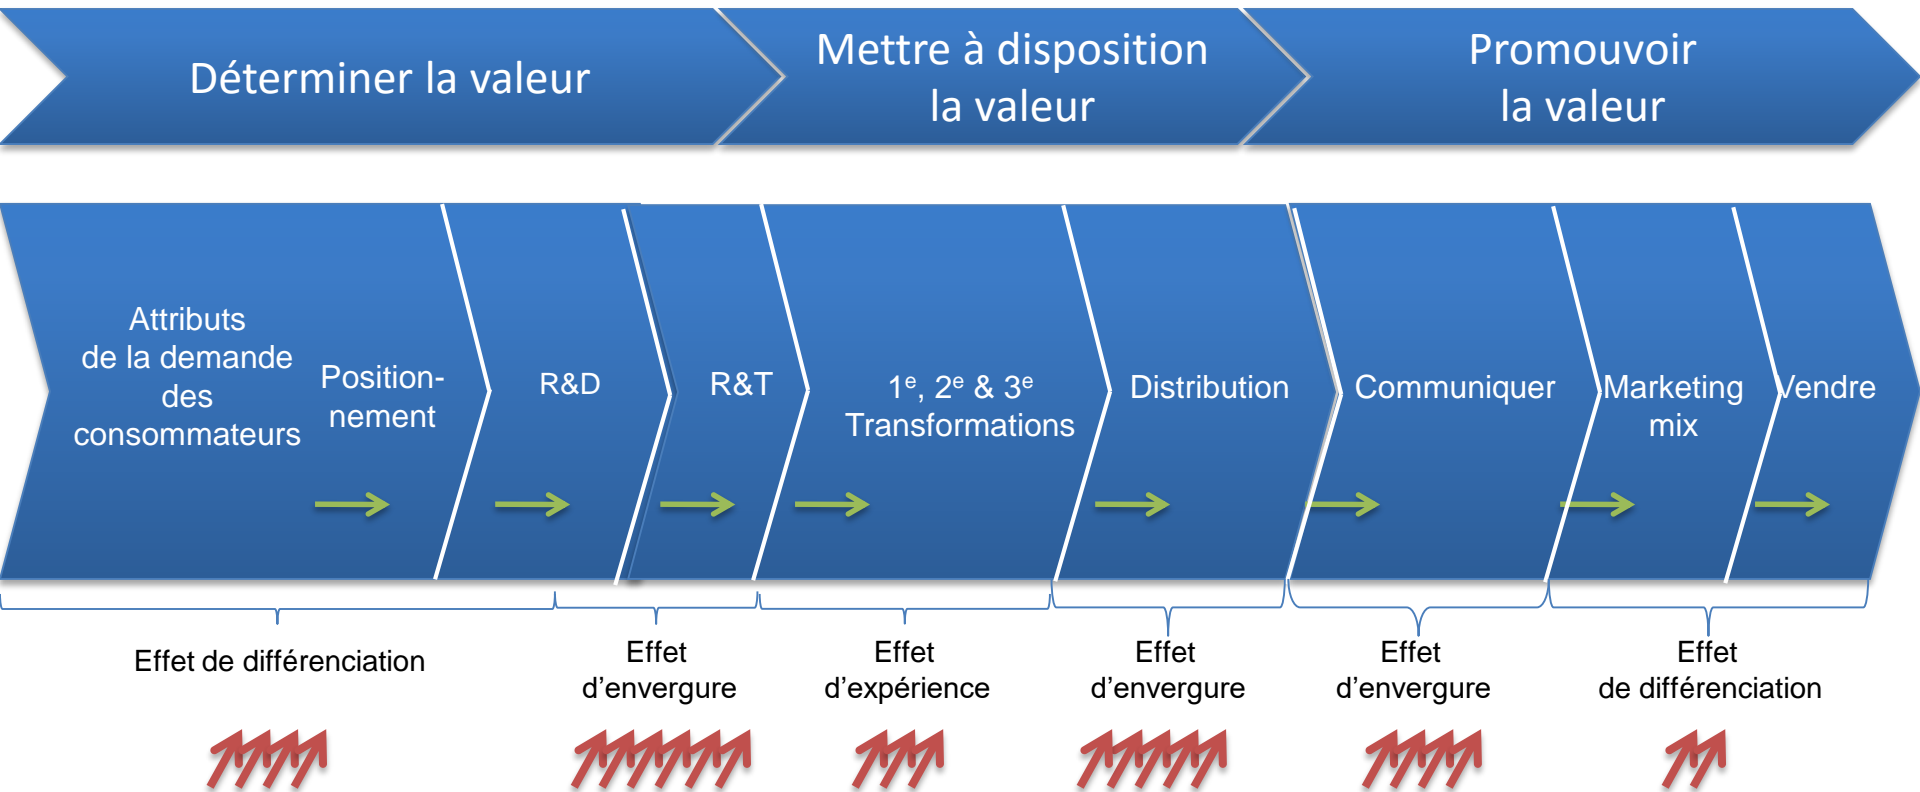 Déterminer la valeur
Mettre à disposition
la valeur
Promouvoir
la valeur
Attributs
de la demande
des
consommateurs
Position-
nement
R&D
R&T
1e, 2e & 3e
Transformations
Distribution
Communiquer
Marketing
mix
Vendre
Effet de différenciation
Effet
d’envergure
Effet
d’expérience
Effet
d’envergure
Effet
d’envergure
Effet
de différenciation